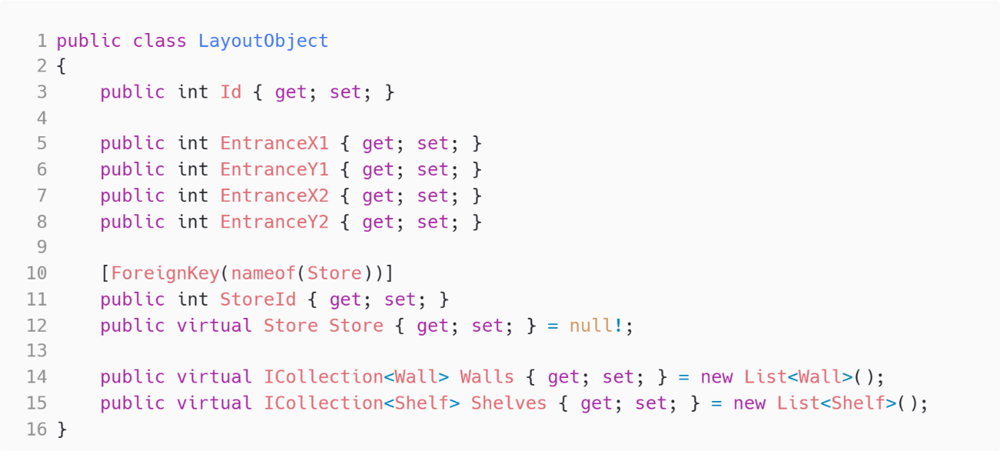 1 public class LayoutObject
2 {
3     public int Id { get; set; }
4
5     public int EntranceX1 { get; set; }
6     public int EntranceY1 { get; set; }
7     public int EntranceX2 { get; set; }
8     public int EntranceY2 { get; set; }
9
10     [ForeignKey(nameof(Store))]
11     public int StoreId { get; set; }
12     public virtual Store Store { get; set; } = null!;
13
14     public virtual ICollection<Wall> Walls { get; set; } = new List<Wall>();
15     public virtual ICollection<Shelf> Shelves { get; set; } = new List<Shelf>();
16 }